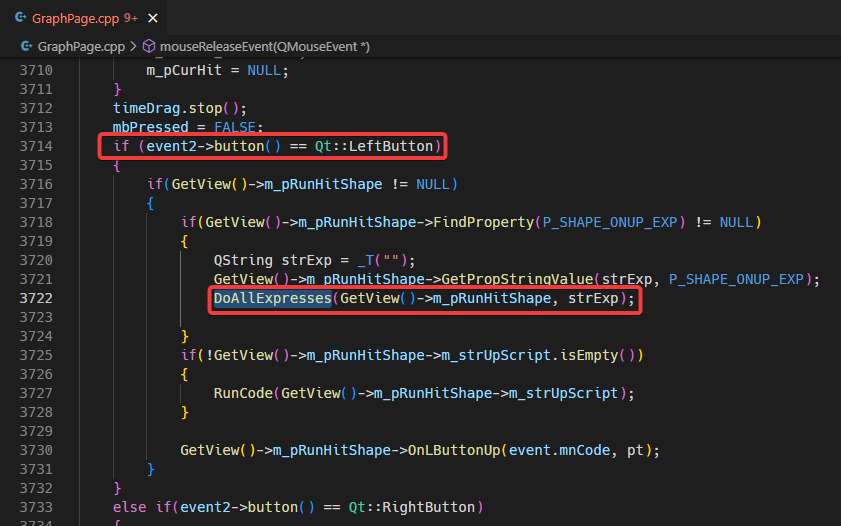 GraphPage.cpp 9+ ×
GraphPage.cpp > mouseReleaseEvent(QMouseEvent *)
3710 m_pCurHit = NULL;
3711 }
3712 timeDrag.stop();
3713 mbPressed = FALSE;
3714 if (event2->button() == Qt::LeftButton)
3715 {
3716 if(GetView()->m_pRunHitShape != NULL)
3717 {
3718 if(GetView()->m_pRunHitShape->FindProperty(P_SHAPE_ONUP_EXP) != NULL)
3719 {
3720 QString strExp = _T("");
3721 GetView()->m_pRunHitShape->GetPropStringValue(strExp, P_SHAPE_ONUP_EXP);
3722 DoAllExpresses(GetView()->m_pRunHitShape, strExp);
3723
3724 }
3725 if(!GetView()->m_pRunHitShape->m_strUpScript.isEmpty())
3726 {
3727 RunCode(GetView()->m_pRunHitShape->m_strUpScript);
3728 }
3729
3730 GetView()->m_pRunHitShape->OnLButtonUp(event.mnCode, pt);
3731 }
3732 }
3733 else if(event2->button() == Qt::RightButton)
3734 {